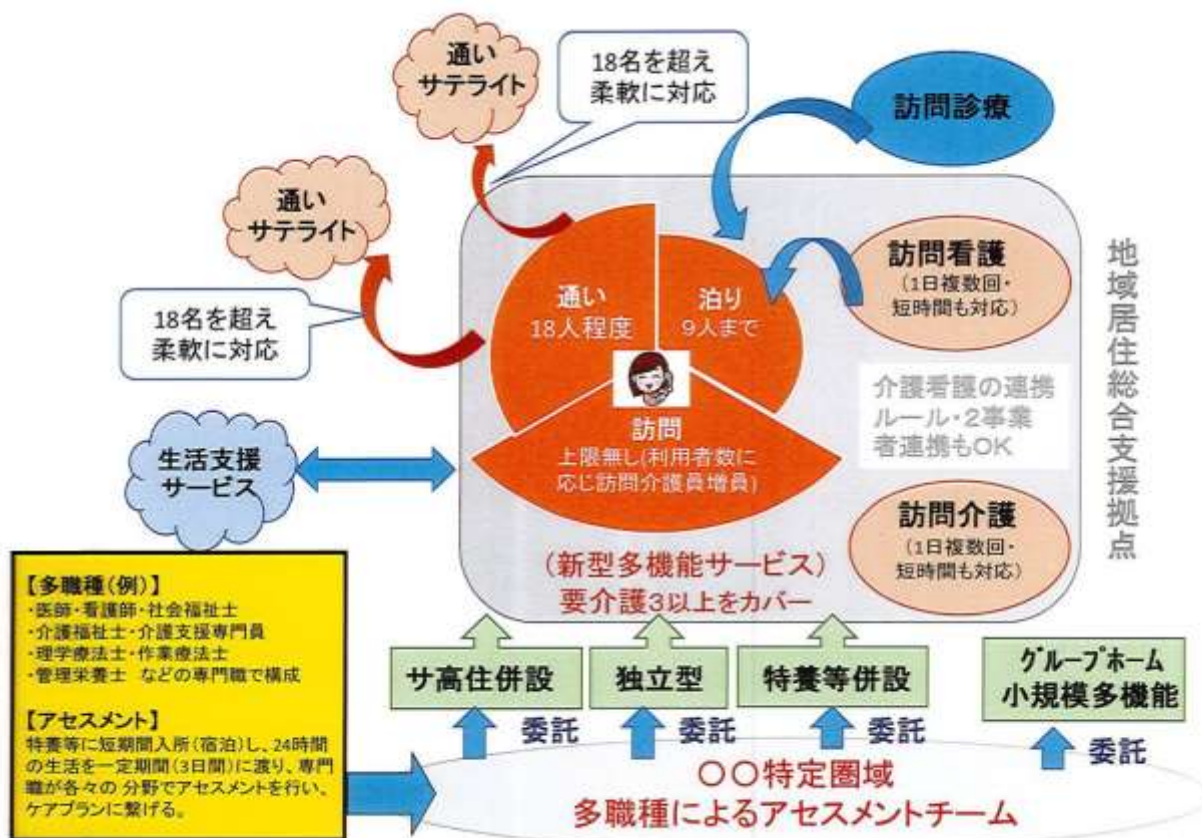 通い
サテライト
18名を超え
柔軟に対応
訪問診療
通い
サテライト
18名を超え
柔軟に対応
通い
18人程度
泊り
9人まで
訪問看護
(1日複数回・
短時間も対応)
地域居住総合支援拠点
介護看護の連携
ルール・2事業
者連携もOK
訪問
上限無し(利用者数に
応じ訪問介護員増員)
生活支援
サービス
訪問介護
(1日複数回・
短時間も対応)
(新型多機能サービス)
要介護3以上をカバー
【多職種(例)】
・医師・看護師・社会福祉士
・介護福祉士・介護支援専門員
・理学療法士・作業療法士
・管理栄養士 などの専門職で構成
【アセスメント】
特養等に短期間入所(宿泊)し、24時間
の生活を一定期間(3日間)に渡り、専門
職が各々の 分野でアセスメントを行い、
ケアプランに繋げる。
サ高住併設
独立型
特養等併設
グループホーム
小規模多機能
委託
委託
委託
委託
〇〇特定圏域
多職種によるアセスメントチーム